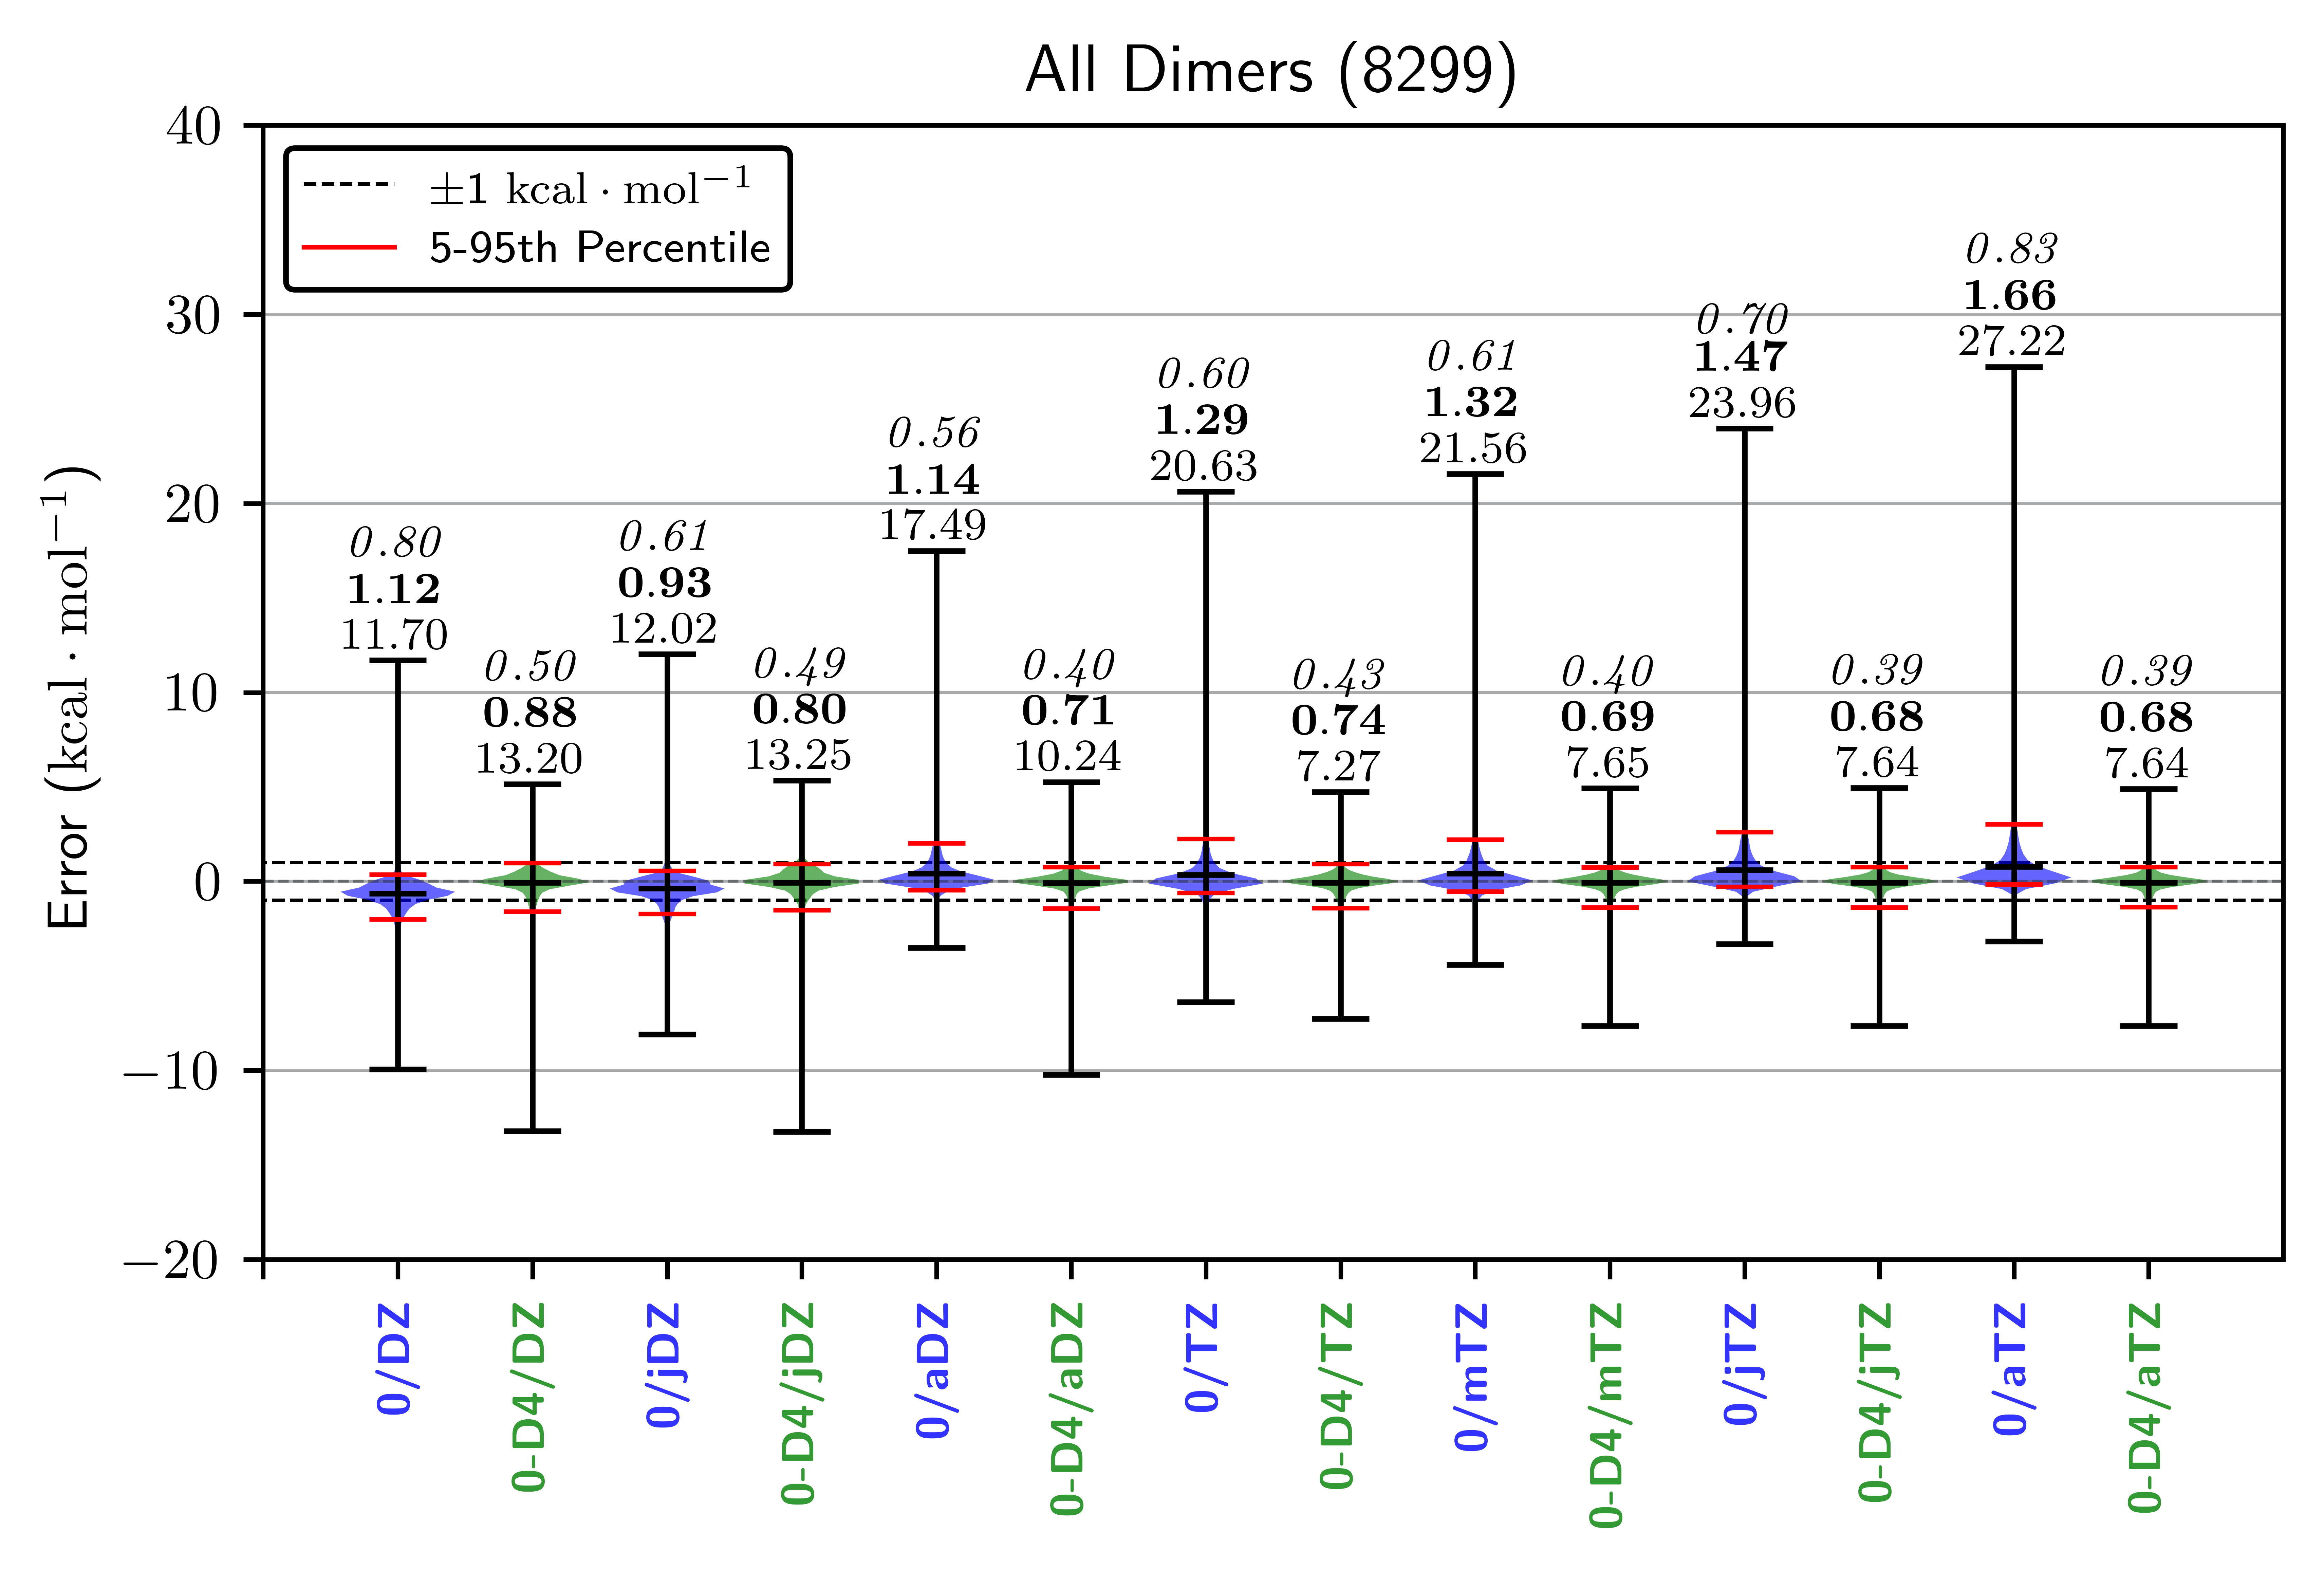 All Dimers (8299)
±1 kcal · mol⁻¹
5-95th Percentile
Error (kcal · mol⁻¹)
40
30
20
10
0
−10
−20
0.80
1.12
11.70
0.50
0.88
13.20
0.61
0.93
12.02
0.49
0.80
13.25
0.56
1.14
17.49
0.40
0.71
10.24
0.60
1.29
20.63
0.43
0.74
7.27
0.61
1.32
21.56
0.40
0.69
7.65
0.70
1.47
23.96
0.39
0.68
7.64
0.83
1.66
27.22
0.39
0.68
7.64
0/DZ
0-D4/DZ
0/jDZ
0-D4/jDZ
0/aDZ
0-D4/aDZ
0/TZ
0-D4/TZ
0/mTZ
0-D4/mTZ
0/jTZ
0-D4/jTZ
0/aTZ
0-D4/aTZ